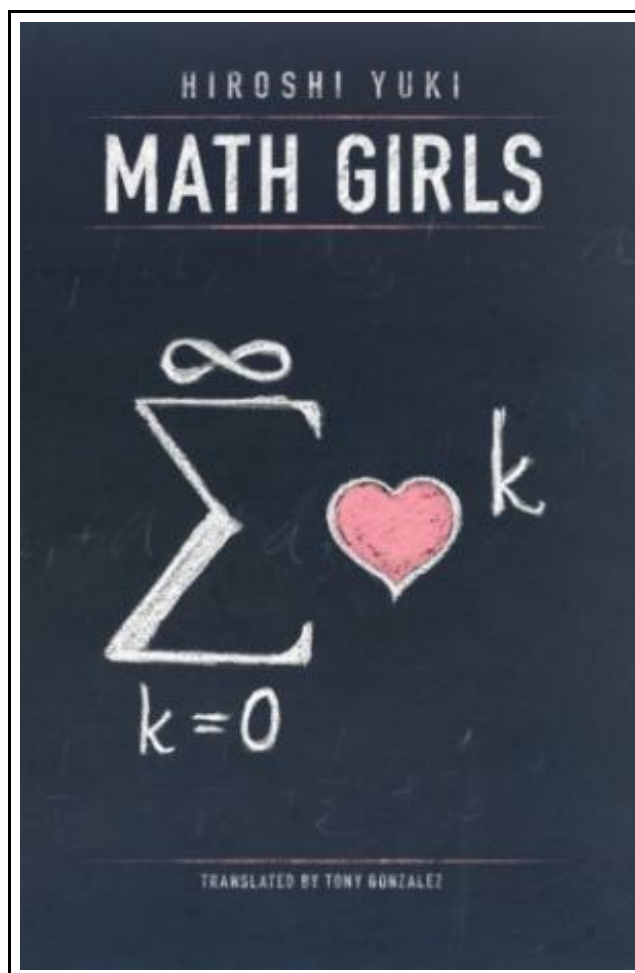 HIROSHI YUKI
MATH GIRLS
∞
∑ ♥ k
k = 0
TRANSLATED BY TONY GONZALEZ